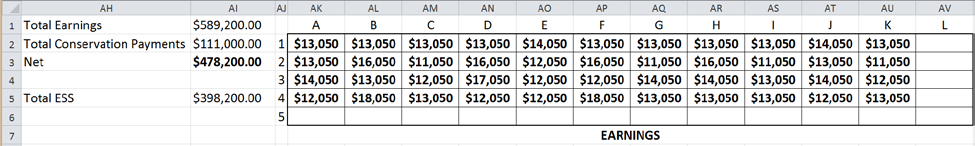 AH AI AJ AK AL AM AN AO AP AQ AR AS AT AU AV
1 Total Earnings $589,200.00 A B C D E F G H I J K L
2 Total Conservation Payments $111,000.00 1 $13,050 $13,050 $13,050 $13,050 $14,050 $13,050 $13,050 $13,050 $13,050 $14,050 $13,050
3 Net $478,200.00 2 $13,050 $16,050 $11,050 $16,050 $12,050 $16,050 $11,050 $16,050 $11,050 $13,050 $11,050
4 3 $14,050 $13,050 $12,050 $17,050 $12,050 $12,050 $14,050 $14,050 $13,050 $14,050 $12,050
5 Total ESS $398,200.00 4 $12,050 $18,050 $13,050 $12,050 $12,050 $18,050 $13,050 $13,050 $13,050 $12,050 $13,050
6 5
7 EARNINGS